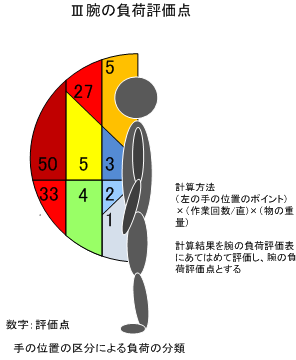 Ⅲ腕の負荷評価点
5
27
50
5
3
33
4
2
1
計算方法
(左の手の位置のポイント)
×(作業回数/直)×(物の重
量)
計算結果を腕の負荷評価表
にあてはめて評価し、腕の負
荷評価点とする
数字:評価点
手の位置の区分による負荷の分類